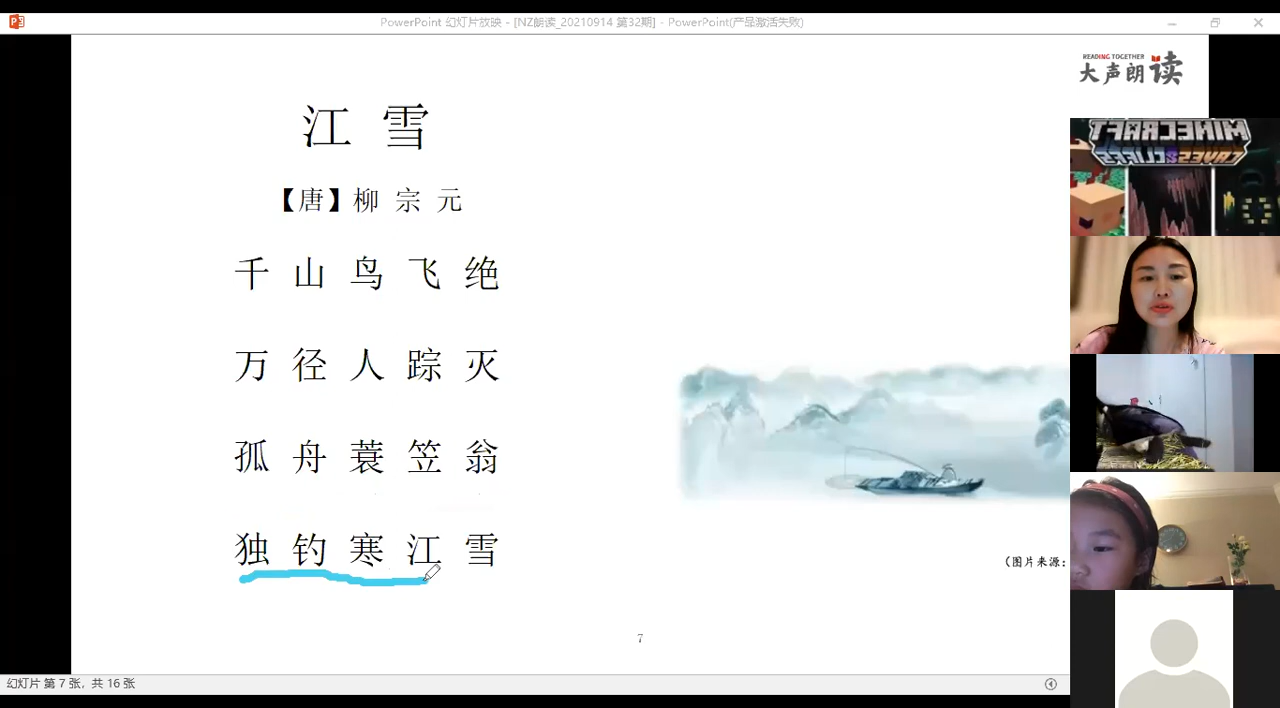 PowerPoint 幻灯片放映 - [NZ朗读_20210914 第32期] - PowerPoint(产品激活失败)
READING TOGETHER
大声朗读
江雪
【唐】柳宗元
千山鸟飞绝
万径人踪灭
孤舟蓑笠翁
独钓寒江雪
(图片来源:
7
MINECRAFT
CAVES & CLIFFS
幻灯片 第 7 张，共 16 张